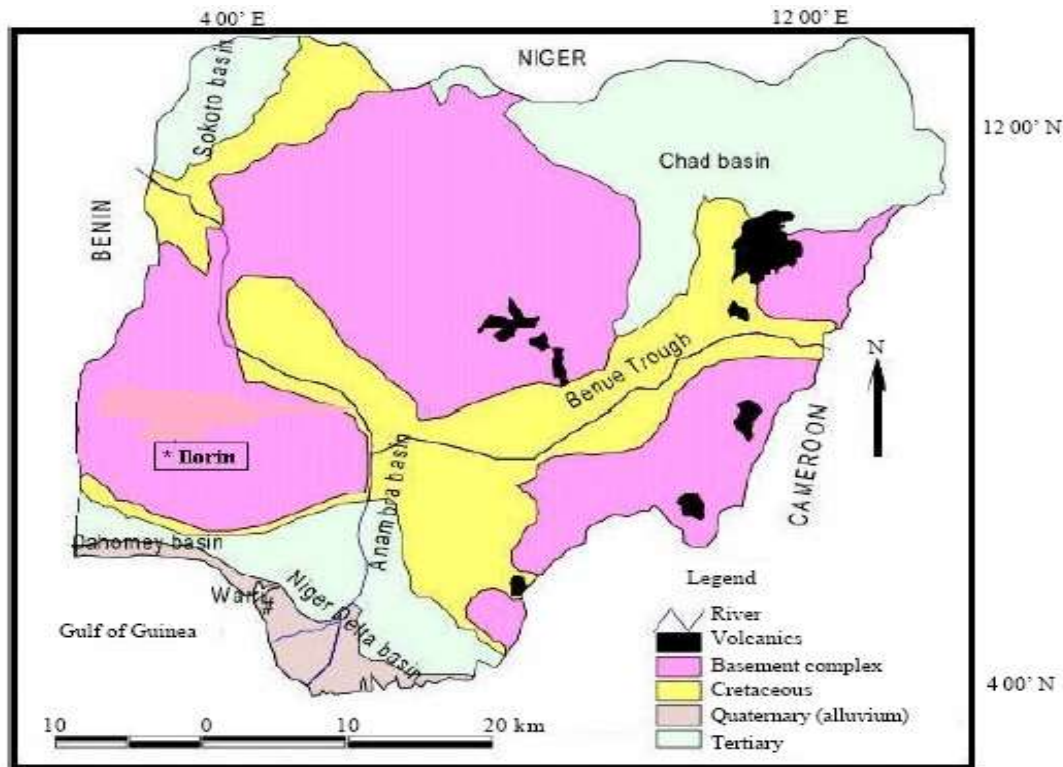 4 00' E
12 00' E
NIGER
Sokoto basin
12 00' N
Chad basin
BENIN
Benue Trough
N
* Ilorin
CAMEROON
Anambra basin
Dahomey basin
Niger Delta basin
Warri
Gulf of Guinea
Legend
River
Volcanics
Basement complex
Cretaceous
Quaternary (alluvium)
Tertiary
4 00' N
10 0 10 20 km